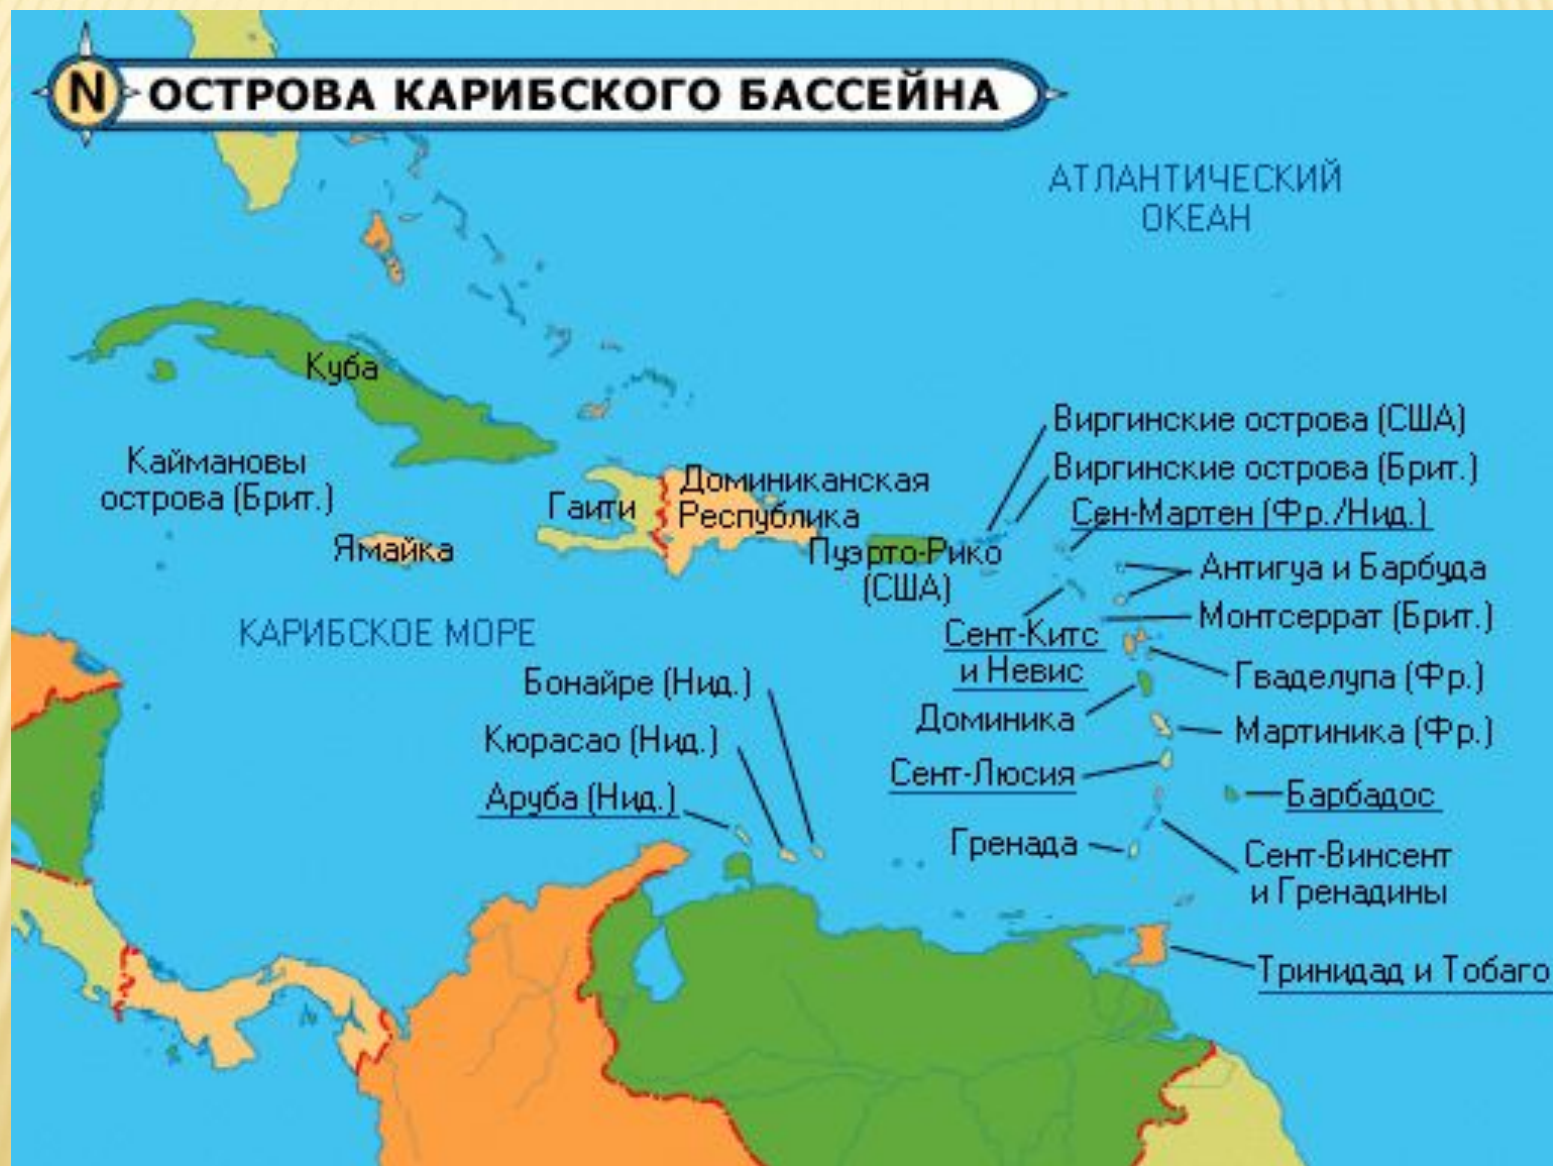 N
ОСТРОВА КАРИБСКОГО БАССЕЙНА
АТЛАНТИЧЕСКИЙ
ОКЕАН
Куба
Каймановы
острова (Брит.)
Ямайка
Гаити
Доминиканская
Республика
Пуэрто-Рико
(США)
Виргинские острова (США)
Виргинские острова (Брит.)
Сен-Мартен (Фр./Нид.)
Антигуа и Барбуда
Монтсеррат (Брит.)
Сент-Китс
и Невис
Гваделупа (Фр.)
Доминика
Мартиника (Фр.)
Сент-Люсия
Барбадос
Гренада
Сент-Винсент
и Гренадины
Тринидад и Тобаго
КАРИБСКОЕ МОРЕ
Бонайре (Нид.)
Кюрасао (Нид.)
Аруба (Нид.)